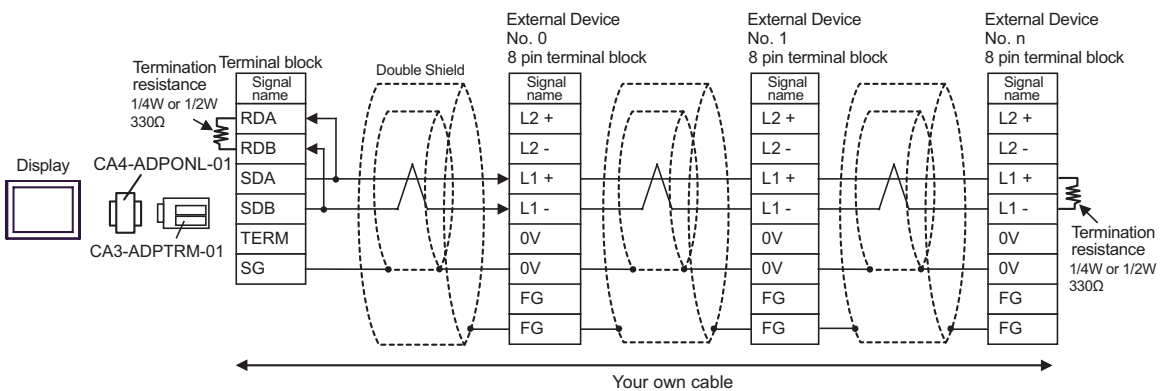 External Device
No. 0
8 pin terminal block
External Device
No. 1
8 pin terminal block
External Device
No. n
8 pin terminal block
Termination
resistance
1/4W or 1/2W
330Ω
Terminal block
Double Shield
Display
CA4-ADPONL-01
CA3-ADPTRM-01
Signal
name
RDA
RDB
SDA
SDB
TERM
SG
Signal
name
L2 +
L2 -
L1 +
L1 -
0V
0V
FG
FG
Signal
name
L2 +
L2 -
L1 +
L1 -
0V
0V
FG
FG
Signal
name
L2 +
L2 -
L1 +
L1 -
0V
0V
FG
FG
Termination
resistance
1/4W or 1/2W
330Ω
Your own cable